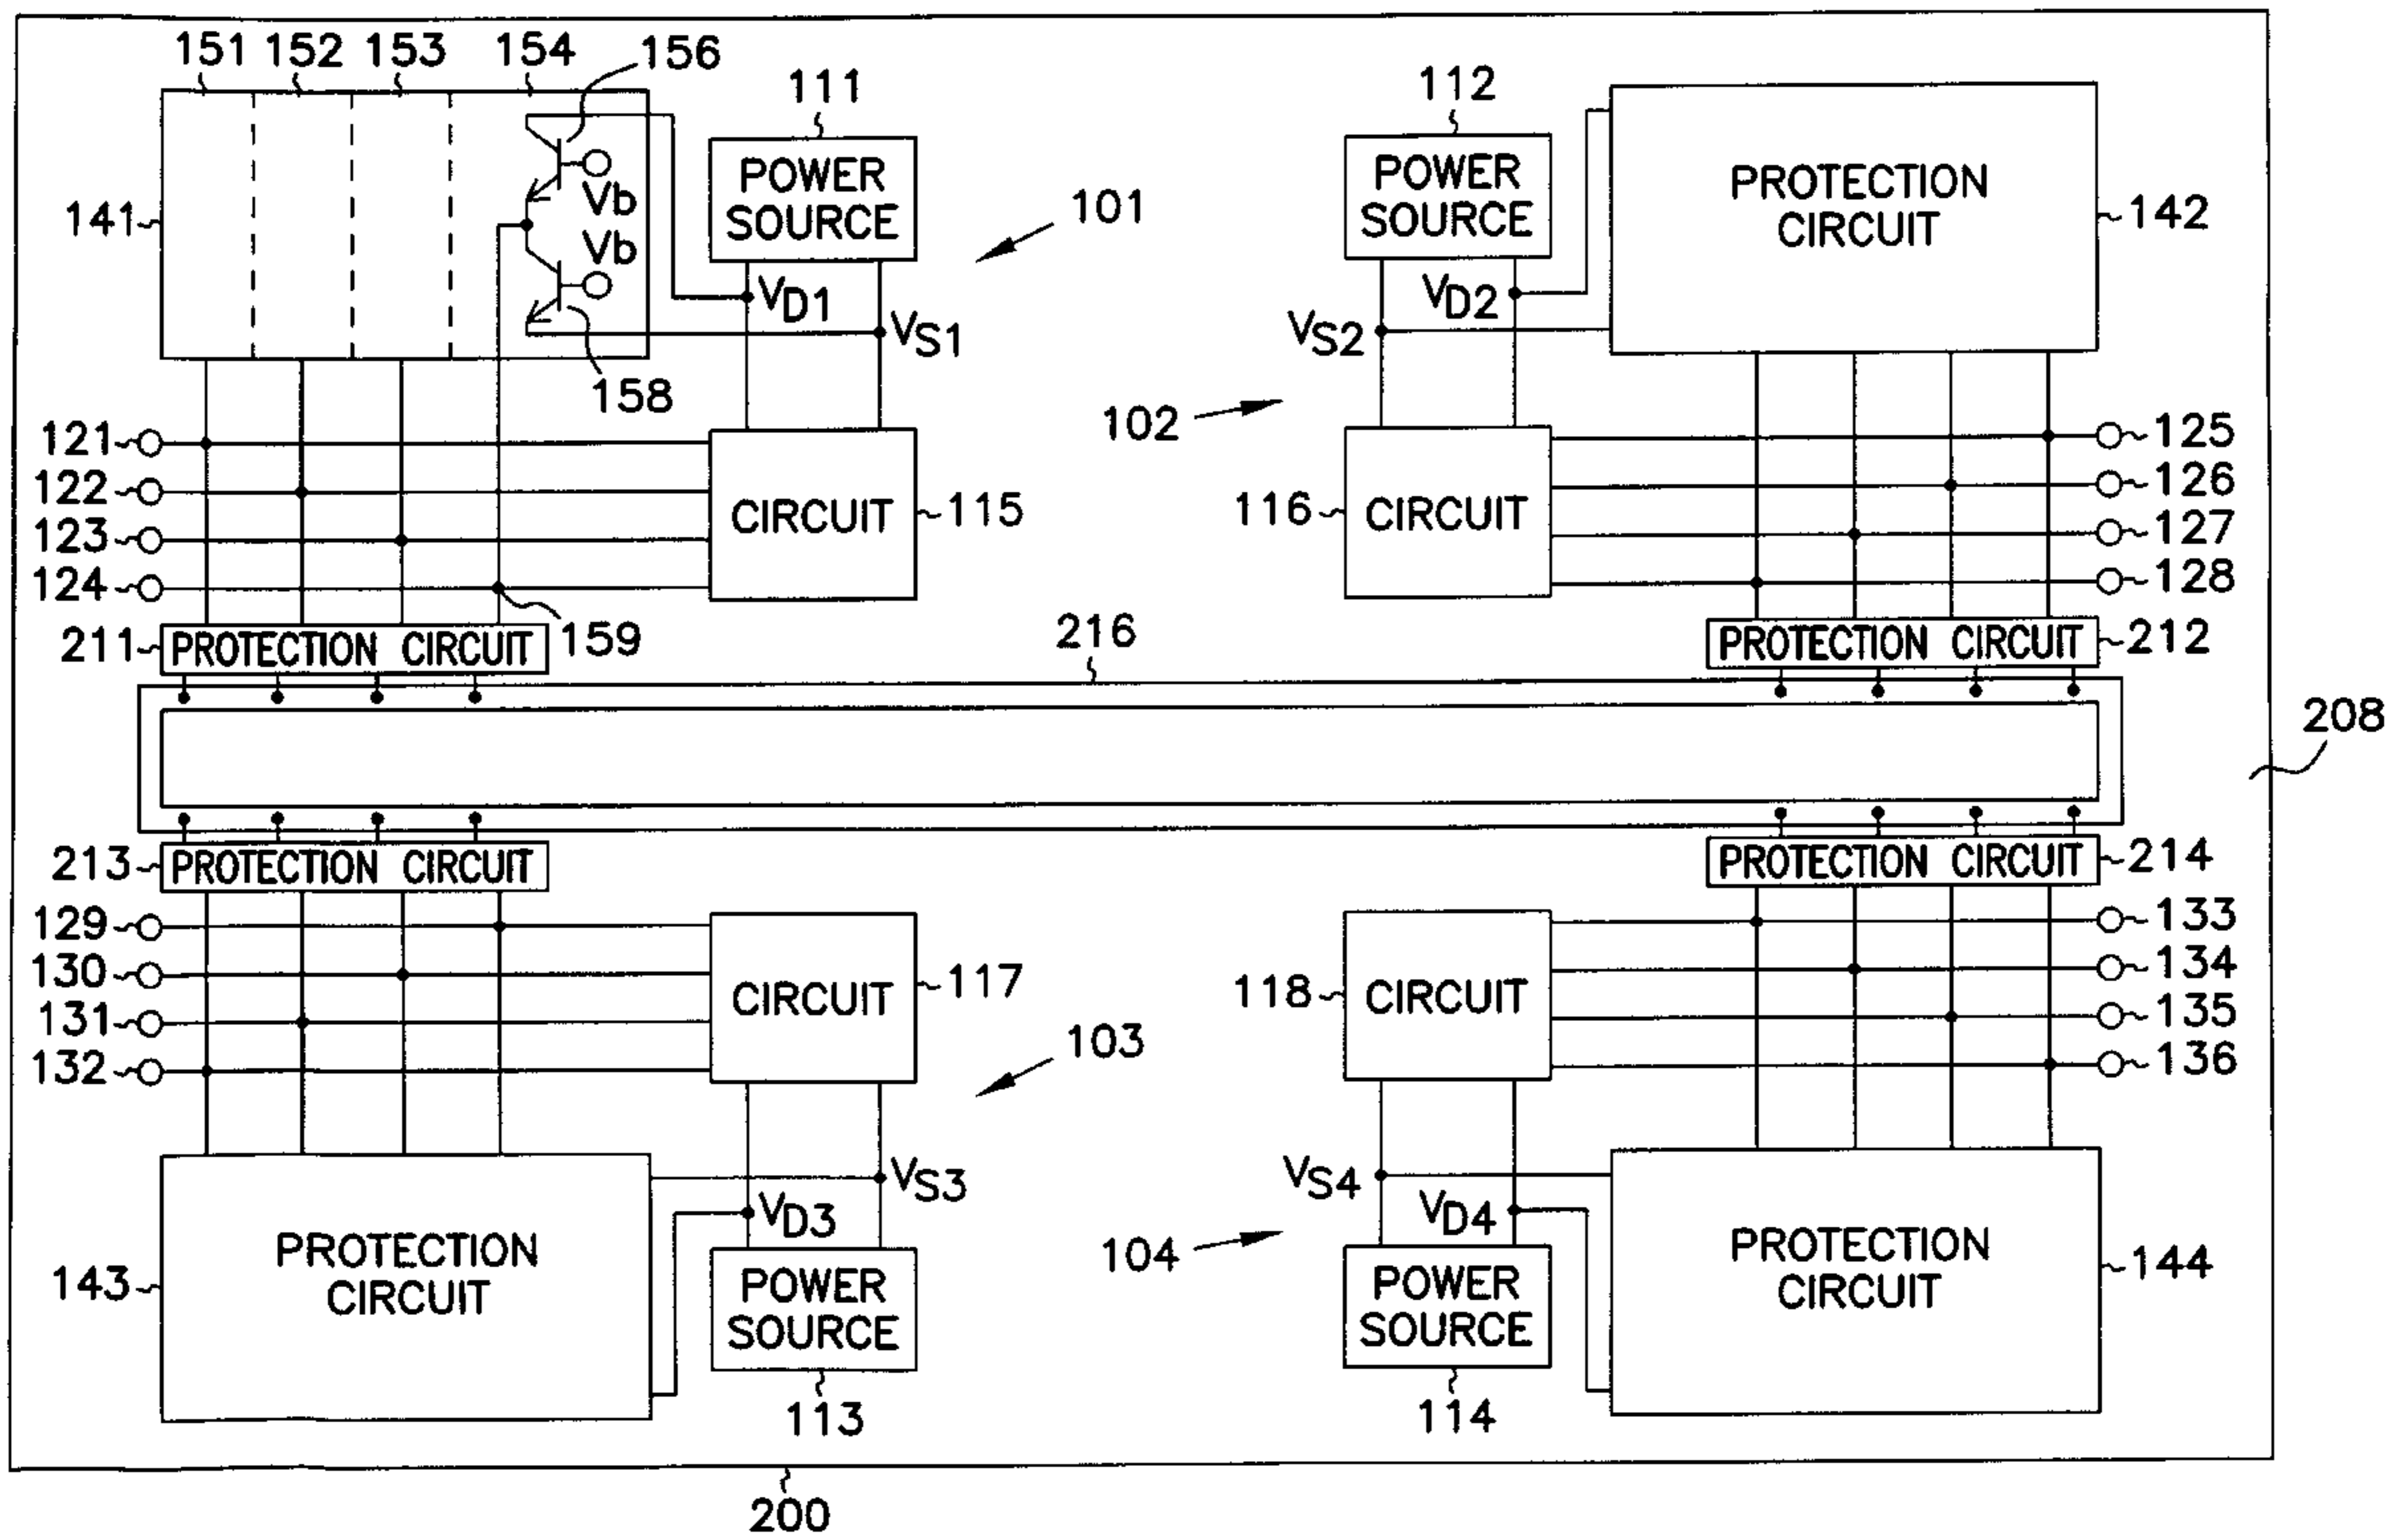 151 152 153 154 156
111
112
POWER
SOURCE
POWER
SOURCE
PROTECTION
CIRCUIT
141
Vb
Vb
101
142
VD1
VS1
VD2
VS2
158
102
121
122
123
124
CIRCUIT
115
116
CIRCUIT
125
126
127
128
211
PROTECTION CIRCUIT
159
216
PROTECTION CIRCUIT
212
208
213
PROTECTION CIRCUIT
PROTECTION CIRCUIT
214
129
130
131
132
CIRCUIT
117
118
CIRCUIT
133
134
135
136
103
VS3
VD3
VS4
VD4
104
143
PROTECTION
CIRCUIT
POWER
SOURCE
113
POWER
SOURCE
114
PROTECTION
CIRCUIT
144
200